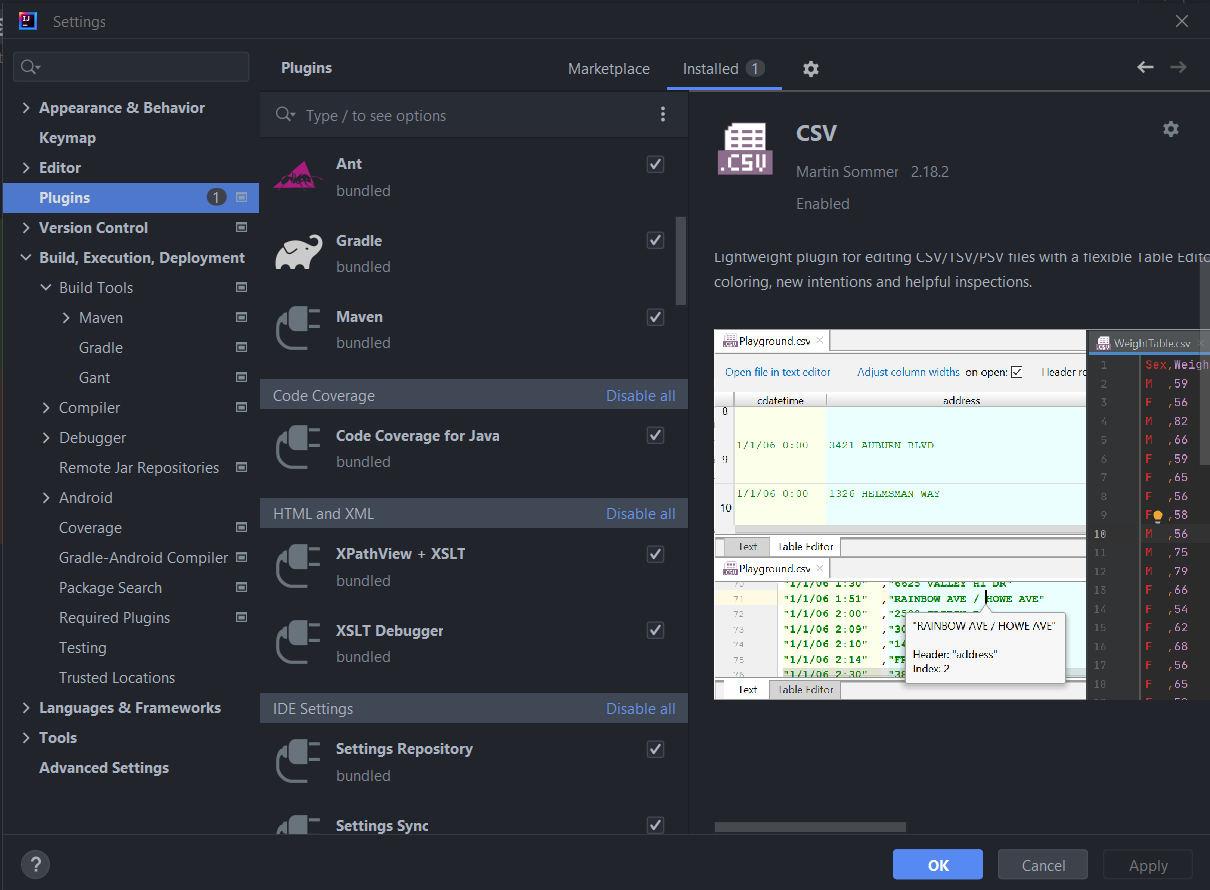 Settings
Plugins
Marketplace
Installed 1
Appearance & Behavior
Keymap
Editor
Plugins 1
Version Control
Build, Execution, Deployment
Build Tools
Maven
Gradle
Gant
Compiler
Debugger
Remote Jar Repositories
Android
Coverage
Gradle-Android Compiler
Package Search
Required Plugins
Testing
Trusted Locations
Languages & Frameworks
Tools
Advanced Settings
Type / to see options
Ant
bundled
Gradle
bundled
Maven
bundled
Code Coverage Disable all
Code Coverage for Java
bundled
HTML and XML Disable all
XPathView + XSLT
bundled
XSLT Debugger
bundled
IDE Settings Disable all
Settings Repository
bundled
Settings Sync
.CSV
CSV
Martin Sommer 2.18.2
Enabled
Lightweight plugin for editing CSV/TSV/PSV files with a flexible Table Edito
coloring, new intentions and helpful inspections.
Playground.csv
Open file in text editor Adjust column widths on open: Header ro
cdatetime address
8
1/1/06 0:00 3421 AUBURN BLVD
9
1/1/06 0:00 1326 HELMSMAN WAY
10
Text Table Editor
Playground.csv
70 "1/1/06 1:30" ,"6625 VALLEY HI DR"
71 "1/1/06 1:51" ,"RAINBOW AVE / HOWE AVE"
72 "1/1/06 2:00"
73 "1/1/06 2:09" ,"30
74 "1/1/06 2:10" ,"14
75 "1/1/06 2:14" ,"FR
76 "1/1/06 2:30" ,"38
"RAINBOW AVE / HOWE AVE"
Header: "address"
Index: 2
Text Table Editor
WeightTable.csv
1 Sex,Weigh
2 M ,59
3 F ,56
4 M ,82
5 M ,66
6 F ,59
7 F ,65
8 F ,56
9 F ,58
10 M ,56
11 M ,75
12 M ,79
13 F ,66
14 F ,54
15 F ,62
16 F ,68
17 F ,56
18 F ,65
?
OK
Cancel
Apply